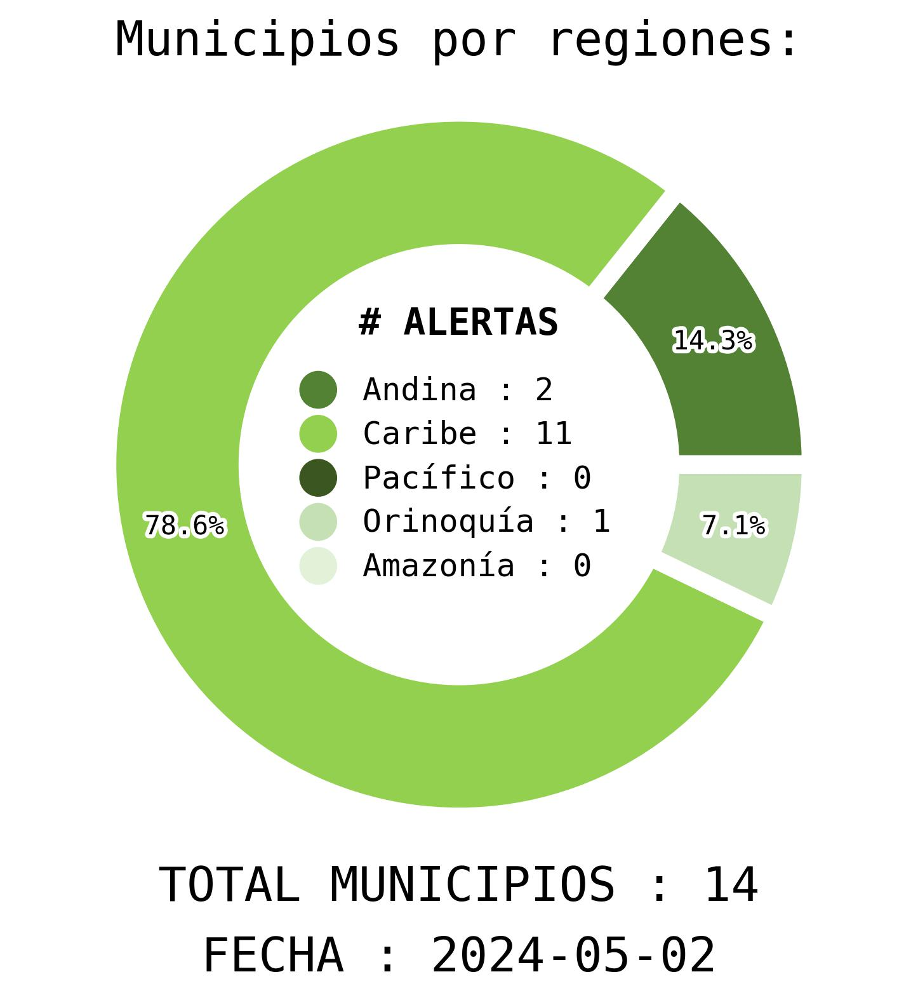 Municipios por regiones:
14.3%
# ALERTAS
Andina : 2
Caribe : 11
Pacífico : 0
Orinoquía : 1
Amazonía : 0
78.6%
7.1%
TOTAL MUNICIPIOS : 14
FECHA : 2024-05-02